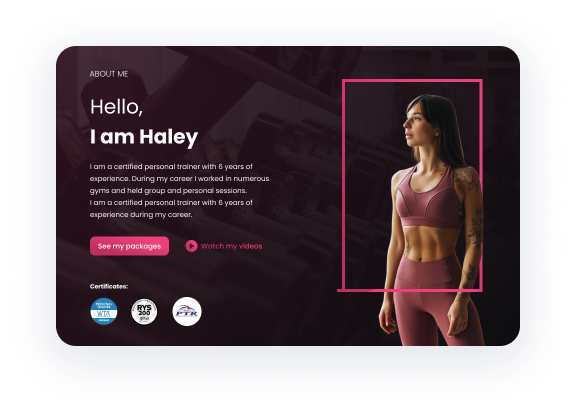 ABOUT ME
Hello,
I am Haley
I am a certified personal trainer with 6 years of
experience. During my career I worked in numerous
gyms and held group and personal sessions.
I am a certified personal trainer with 6 years of
experience during my career.
See my packages
Watch my videos
Certificates:
PERSONAL
TRAINER
WTA
RYS
200
PTR